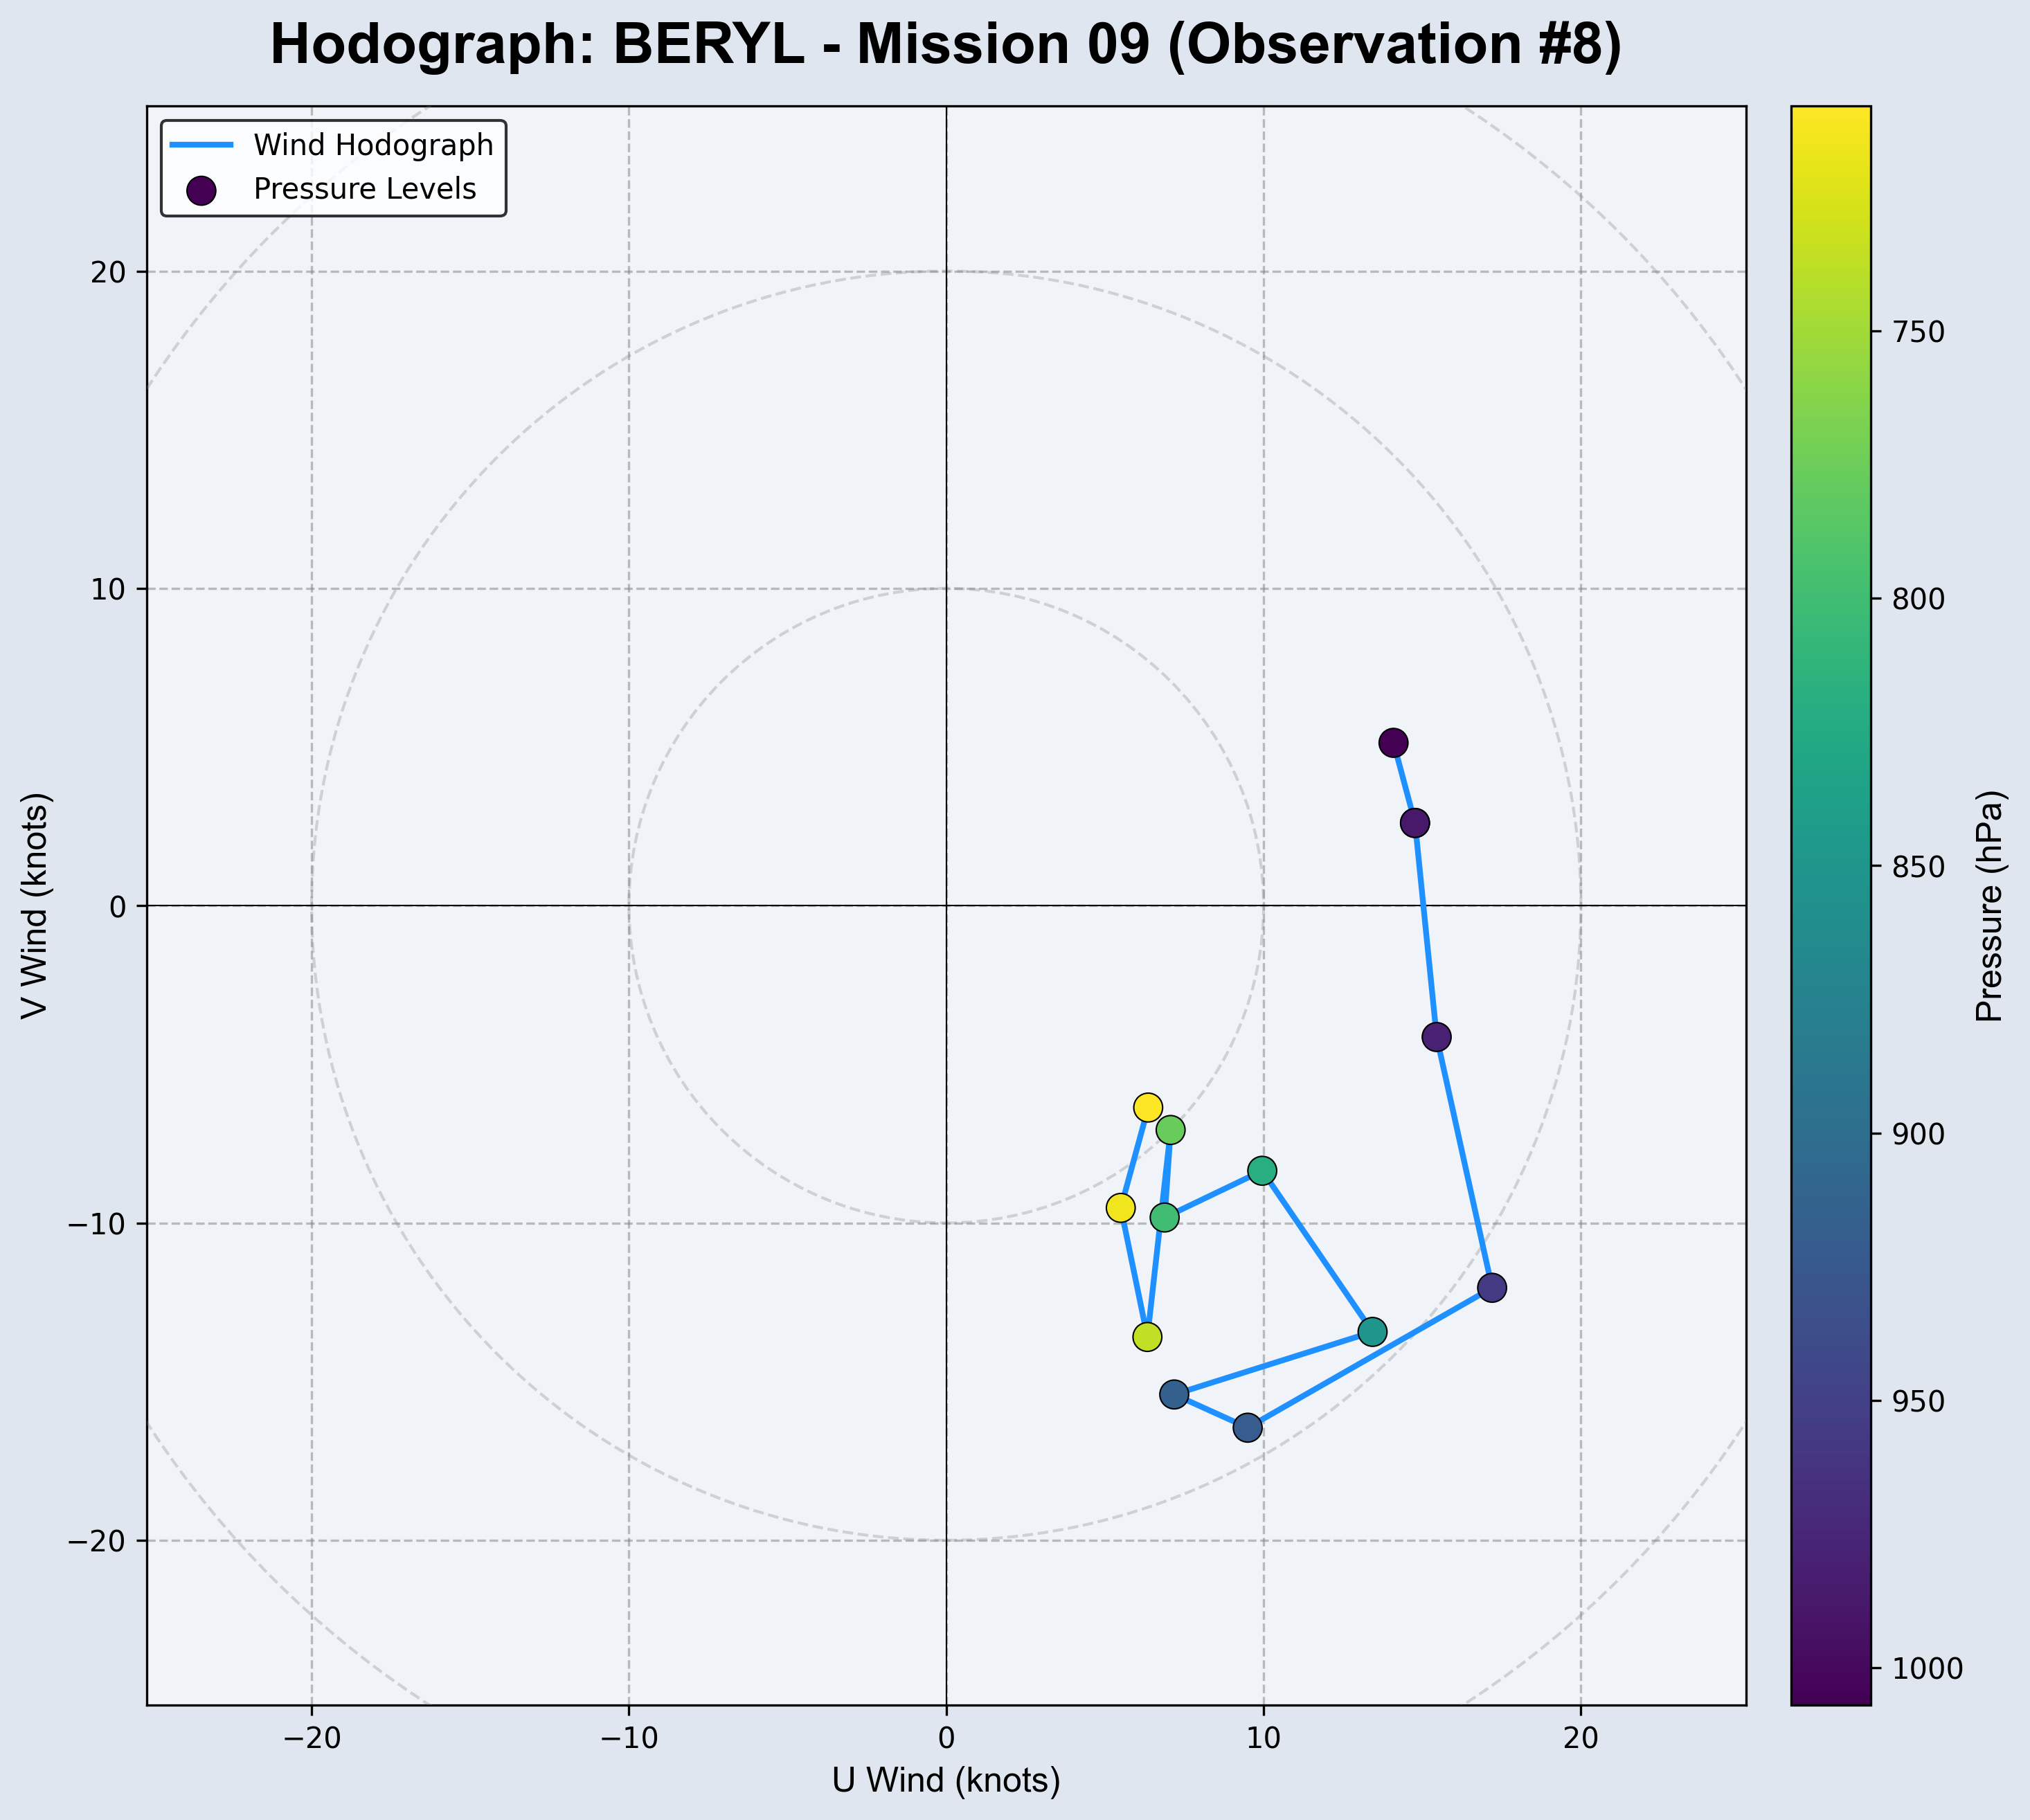 Hodograph: BERYL - Mission 09 (Observation #8)
Wind Hodograph
Pressure Levels
20
10
0
−10
−20
V Wind (knots)
−20
−10
0
10
20
U Wind (knots)
750
800
850
900
950
1000
Pressure (hPa)